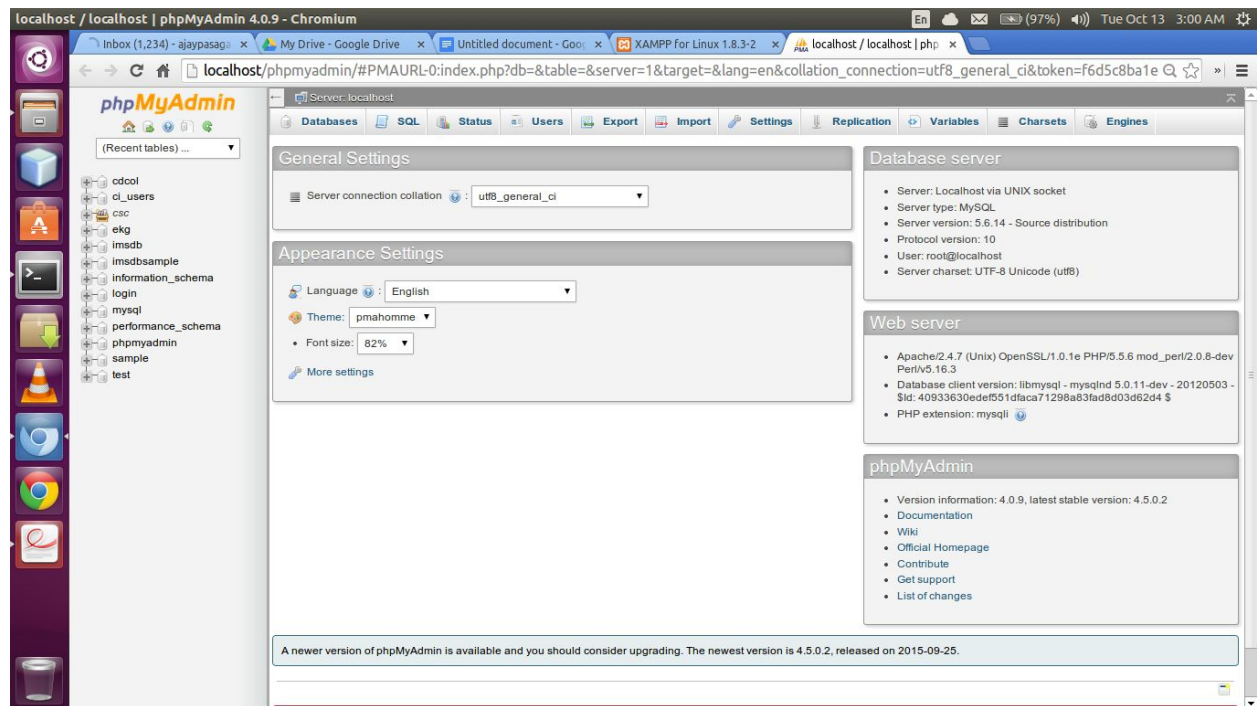 localhost / localhost | phpMyAdmin 4.0.9 - Chromium
En (97%) Tue Oct 13 3:00 AM
Inbox (1,234) - ajaypasaga
My Drive - Google Drive
Untitled document - Goog
XAMPP for Linux 1.8.3-2
localhost / localhost | php
localhost/phpmyadmin/#PMAURL-0:index.php?db=&table=&server=1&target=&lang=en&collation_connection=utf8_general_ci&token=f6d5c8ba1e
phpMyAdmin
(Recent tables) ...
cdcol
ci_users
csc
ekg
imsdb
imsdbsample
information_schema
login
mysql
performance_schema
phpmyadmin
sample
test
Server: localhost
Databases SQL Status Users Export Import Settings Replication Variables Charsets Engines
General Settings
Server connection collation : utf8_general_ci
Appearance Settings
Language : English
Theme: pmahomme
Font size: 82%
More settings
Database server
Server: Localhost via UNIX socket
Server type: MySQL
Server version: 5.6.14 - Source distribution
Protocol version: 10
User: root@localhost
Server charset: UTF-8 Unicode (utf8)
Web server
Apache/2.4.7 (Unix) OpenSSL/1.0.1e PHP/5.5.6 mod_perl/2.0.8-dev
Perl/v5.16.3
Database client version: libmysql - mysqlnd 5.0.11-dev - 20120503 -
$Id: 40933630edef551dfaca71298a83fad8d03d62d4 $
PHP extension: mysqli
phpMyAdmin
Version information: 4.0.9, latest stable version: 4.5.0.2
Documentation
Wiki
Official Homepage
Contribute
Get support
List of changes
A newer version of phpMyAdmin is available and you should consider upgrading. The newest version is 4.5.0.2, released on 2015-09-25.